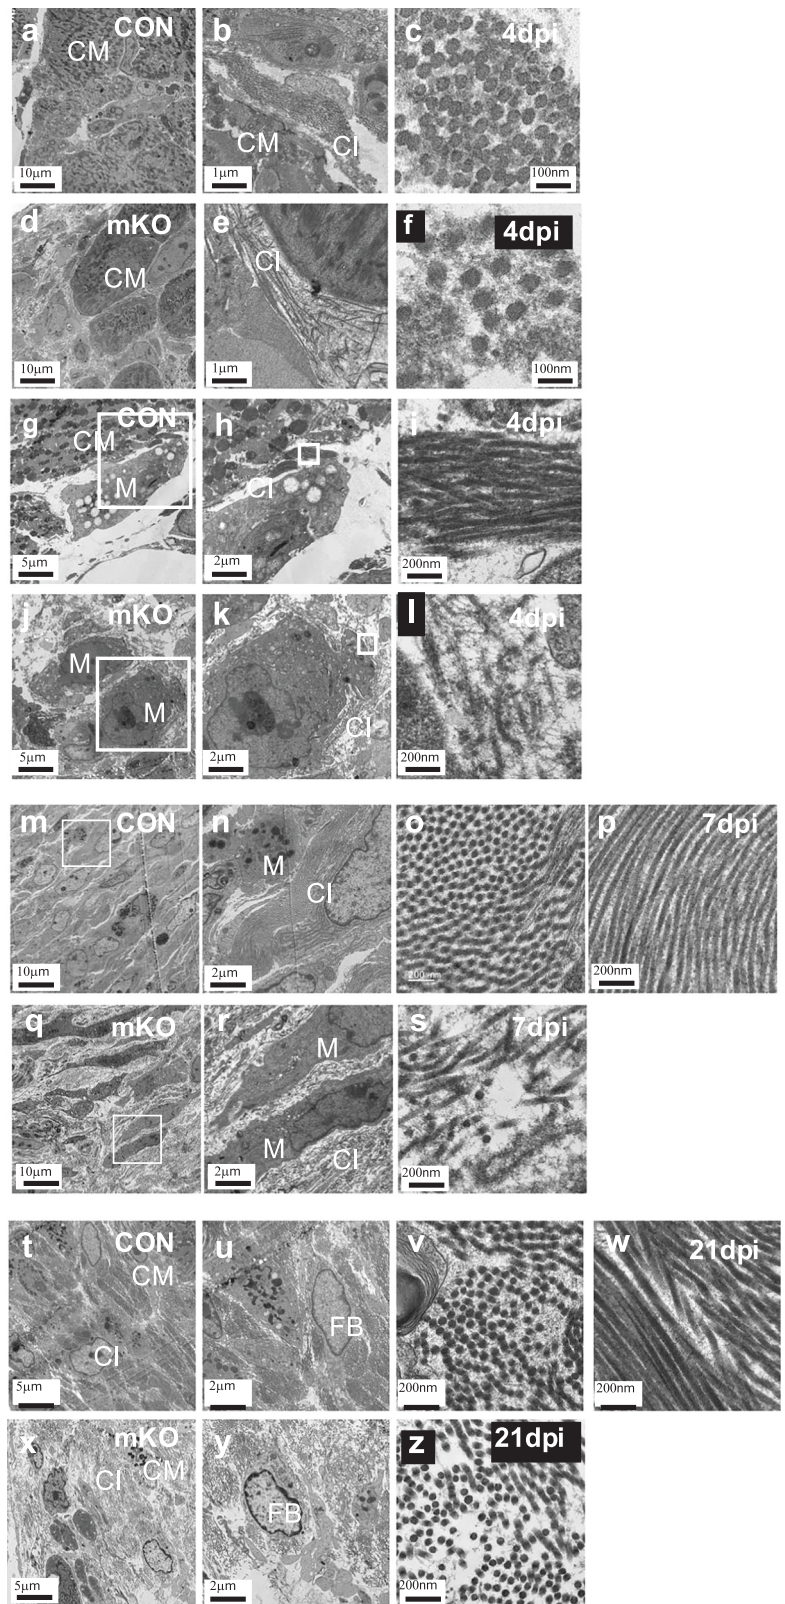 a CON
CM
10µm
b
CM CI
1µm
c 4dpi
100nm
d mKO
CM
10µm
e
CI
1µm
f 4dpi
100nm
g CON
CM
M
5µm
h
CI
2µm
i 4dpi
200nm
j mKO
M
M
5µm
k
CI
2µm
l 4dpi
200nm
m CON
10µm
n
M
CI
2µm
o
200nm
p 7dpi
200nm
q mKO
10µm
r
M
M
CI
2µm
s 7dpi
200nm
t CON
CM
CI
5µm
u
FB
2µm
v
200nm
w 21dpi
200nm
x mKO
CI CM
5µm
y
FB
2µm
z 21dpi
200nm